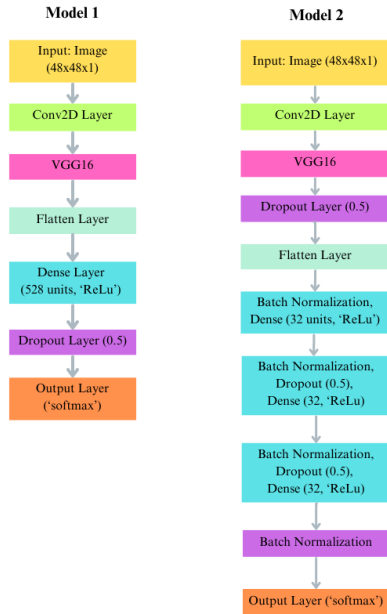 Model 1
Input: Image
(48x48x1)
Conv2D Layer
VGG16
Flatten Layer
Dense Layer
(528 units, ‘ReLu’)
Dropout Layer (0.5)
Output Layer
(‘softmax’)
Model 2
Input: Image (48x48x1)
Conv2D Layer
VGG16
Dropout Layer (0.5)
Flatten Layer
Batch Normalization,
Dense (32 units, ‘ReLu’)
Batch Normalization,
Dropout (0.5),
Dense (32, ‘ReLu)
Batch Normalization,
Dropout (0.5),
Dense (32, ‘ReLu)
Batch Normalization
Output Layer (‘softmax’)